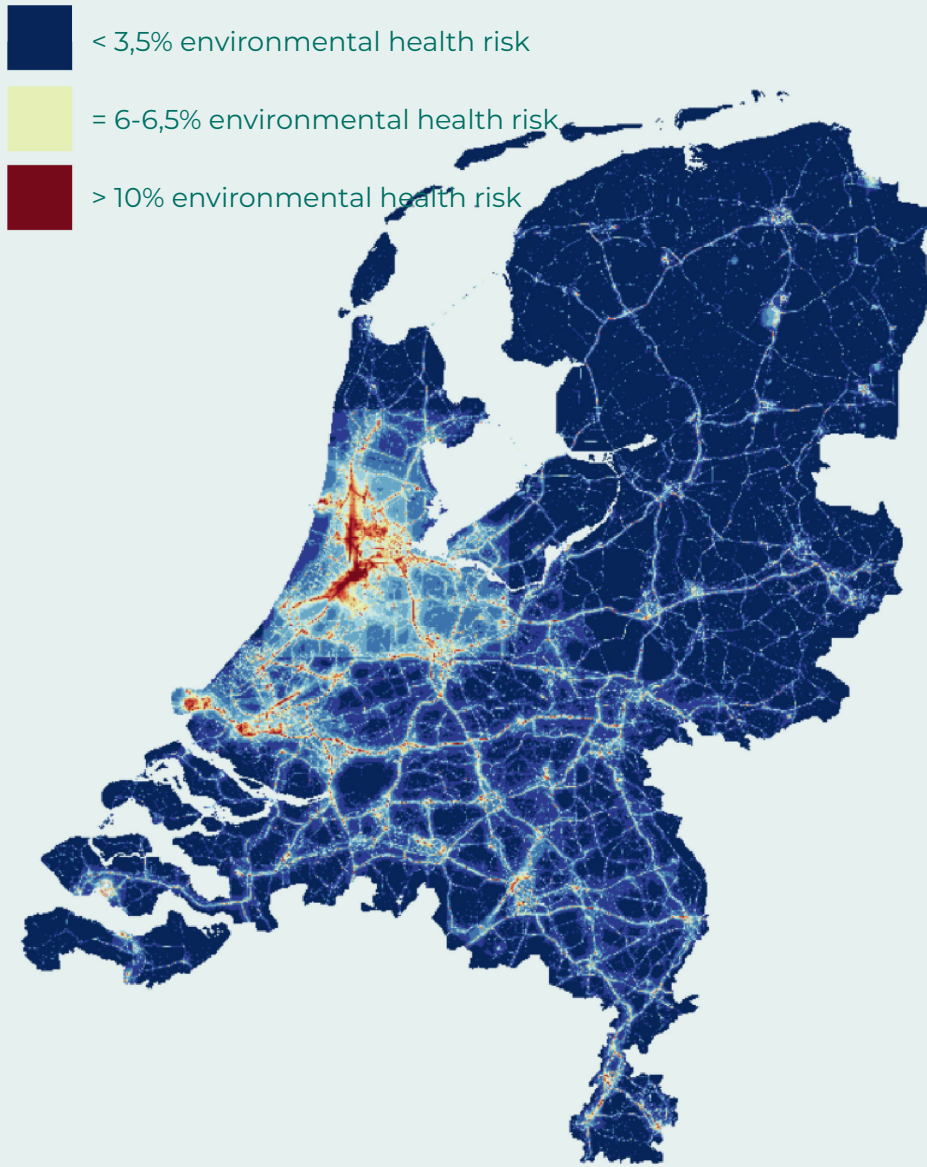 < 3,5% environmental health risk
= 6-6,5% environmental health risk
> 10% environmental health risk